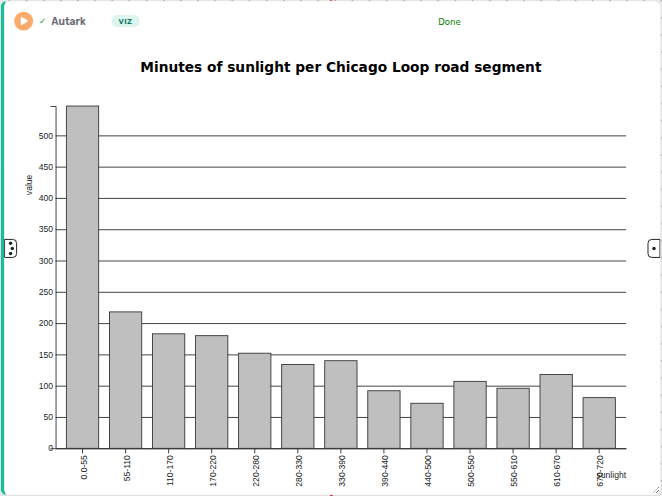 ✓ Autark VIZ Done
Minutes of sunlight per Chicago Loop road segment
value
500
450
400
350
300
250
200
150
100
50
0
0.0-55 55-110 110-170 170-220 220-280 280-330 330-390 390-440 440-500 500-550 550-610 610-670 670-720
sunlight